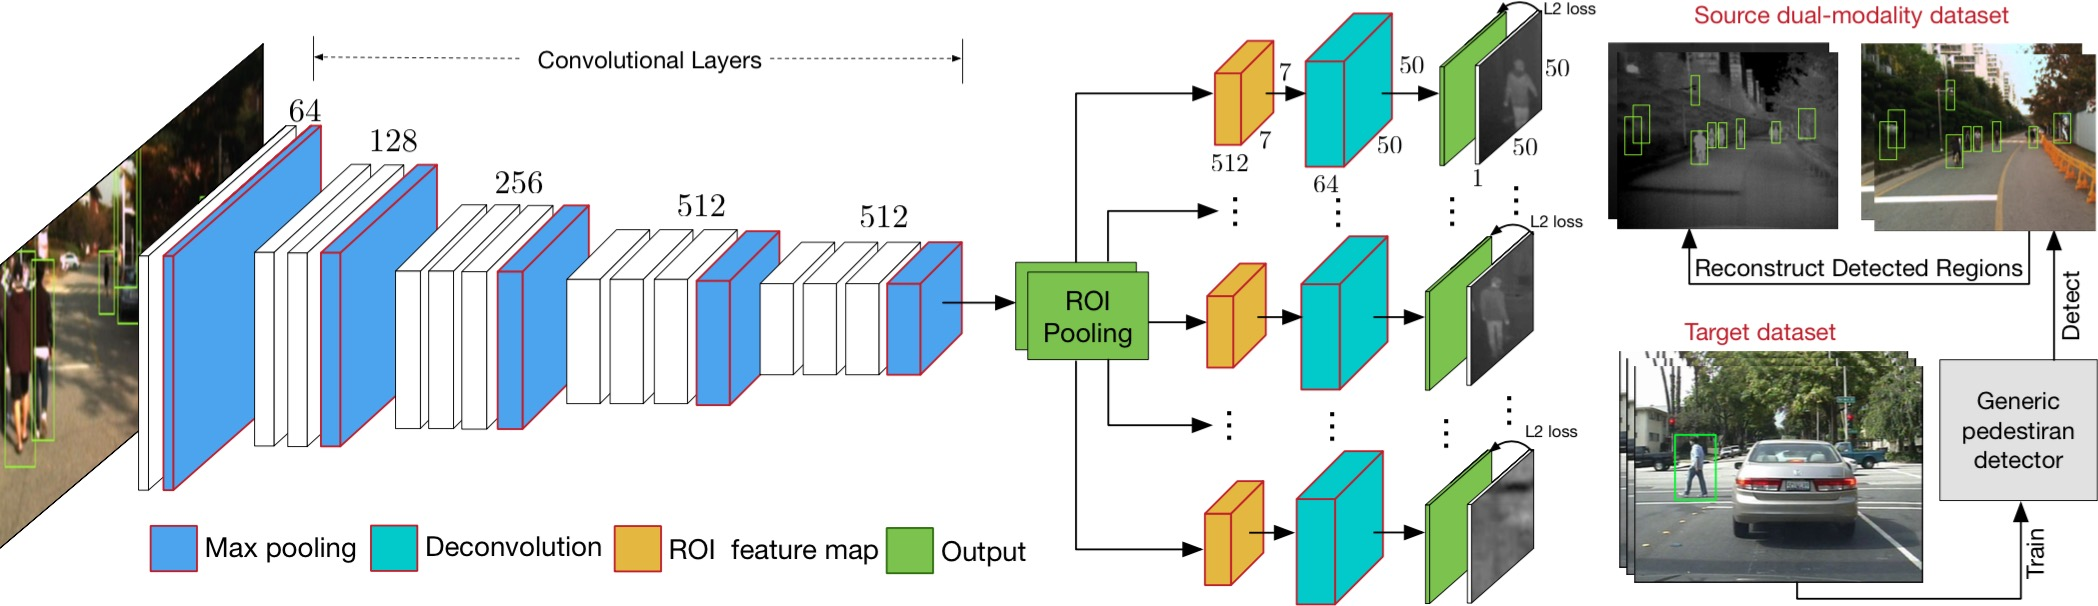 Convolutional Layers
64
128
256
512
512
ROI
Pooling
7
7
512
64
50
50
L2 loss
50
50
1
L2 loss
L2 loss
Max pooling
Deconvolution
ROI feature map
Output
Source dual-modality dataset
Reconstruct Detected Regions
Detect
Target dataset
Generic
pedestiran
detector
Train